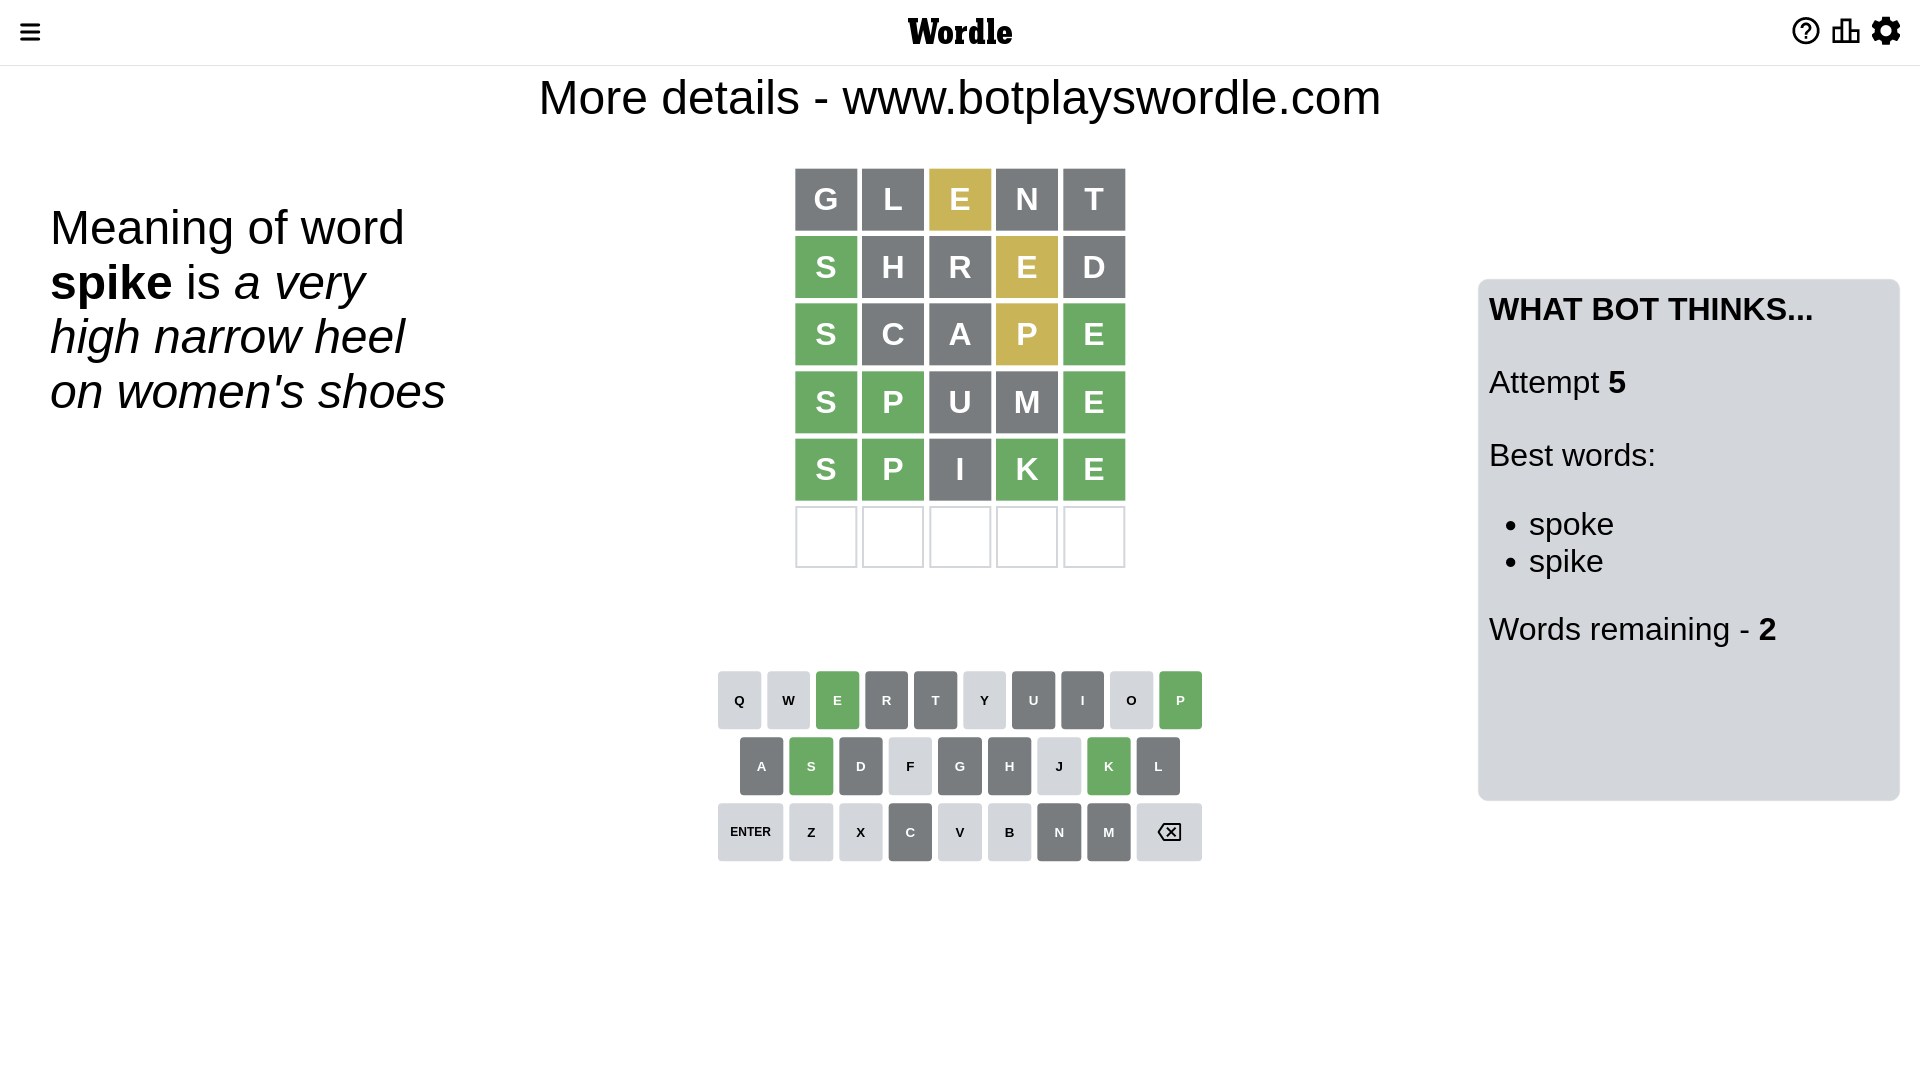 Wordle
More details - www.botplayswordle.com
Meaning of word
spike is a very
high narrow heel
on women's shoes
G L E N T
S H R E D
S C A P E
S P U M E
S P I K E
WHAT BOT THINKS...
Attempt 5
Best words:
• spoke
• spike
Words remaining - 2
Q W E R T Y U I O P
A S D F G H J K L
ENTER Z X C V B N M